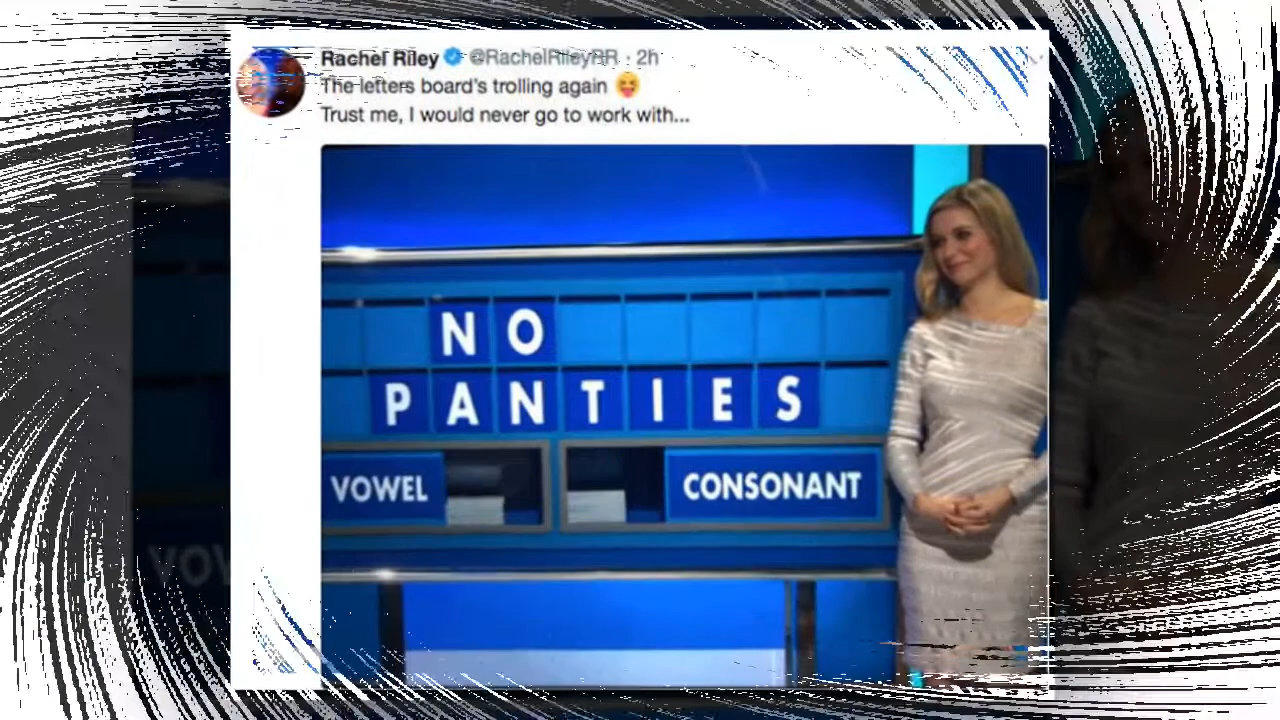 Rachel Riley @RachelRileyRR · 2h
The letters board's trolling again 😝
Trust me, I would never go to work with...
NO
PANTIES
VOWEL
CONSONANT
VOW